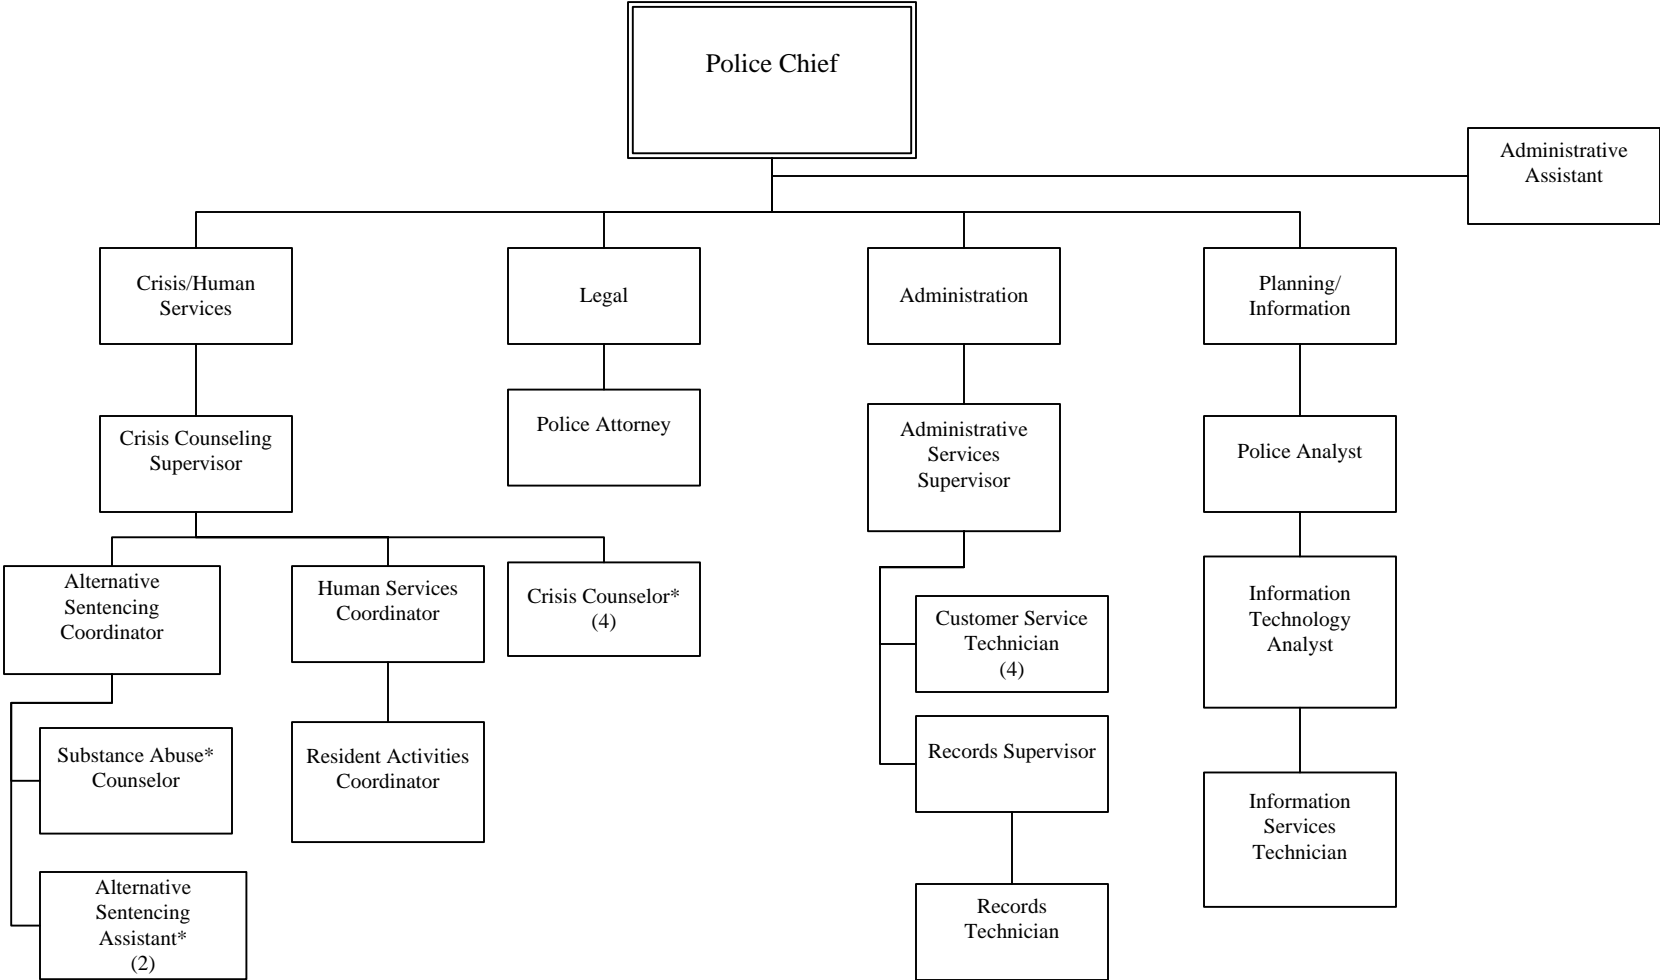 Police Chief
Administrative
Assistant
Crisis/Human
Services
Legal
Administration
Planning/
Information
Crisis Counseling
Supervisor
Police Attorney
Administrative
Services
Supervisor
Police Analyst
Alternative
Sentencing
Coordinator
Human Services
Coordinator
Crisis Counselor*
(4)
Customer Service
Technician
(4)
Information
Technology
Analyst
Substance Abuse*
Counselor
Resident Activities
Coordinator
Records Supervisor
Information
Services
Technician
Alternative
Sentencing
Assistant*
(2)
Records
Technician